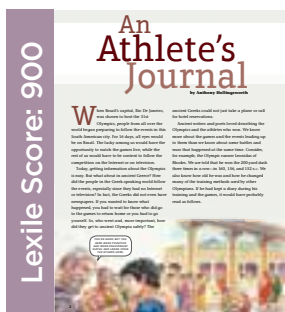 Lexile Score: 900
An
Athlete's
Journal
by Anthony Hollingsworth
When Brazil's capital, Rio De Janeiro,
was chosen to host the 31st
Olympics, people from all over the
world began preparing to follow the events in this
South American city. For 16 days, all eyes would
be on Brazil. The lucky among us would have the
opportunity to watch the games live, while the
rest of us would have to be content to follow the
competition on the Internet or on television.
Today, getting information about the Olympics
is easy. But what about in ancient Greece? How
did the people in the Greek-speaking world follow
the events, especially since they had no Internet
or television? In fact, the Greeks did not even have
newspapers. If you wanted to know what
happened, you had to wait for those who did go
to the games to return home or you had to go
yourself. So, who went and, more important, how
did they get to ancient Olympia safely? The
ancient Greeks could not just take a plane or call
for hotel reservations.
Ancient writers and poets loved describing the
Olympics and the athletes who won. We know
more about the games and the events leading up
to them than we know about some battles and
wars that happened at the same time. Consider,
for example, the Olympic runner Leonidas of
Rhodes. We are told that he won the 200-yard dash
three times in a row: in 160, 156, and 152 B.C. We
also know how old he was and how he changed
many of the training methods used by other
Olympians. If he had kept a diary during his
training and the games, it would have probably
read as follows.